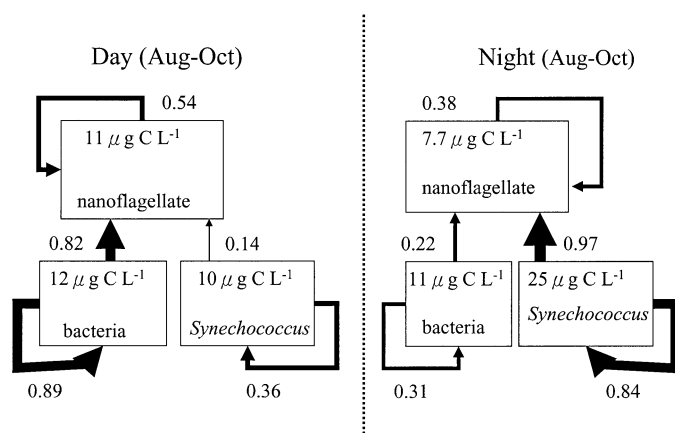 Day (Aug-Oct)
0.54
11 μ g C L-1
nanoflagellate
0.82
0.14
12 μ g C L-1
bacteria
10 μ g C L-1
Synechococcus
0.89
0.36
Night (Aug-Oct)
0.38
7.7 μ g C L-1
nanoflagellate
0.22
0.97
11 μ g C L-1
bacteria
25 μ g C L-1
Synechococcus
0.31
0.84